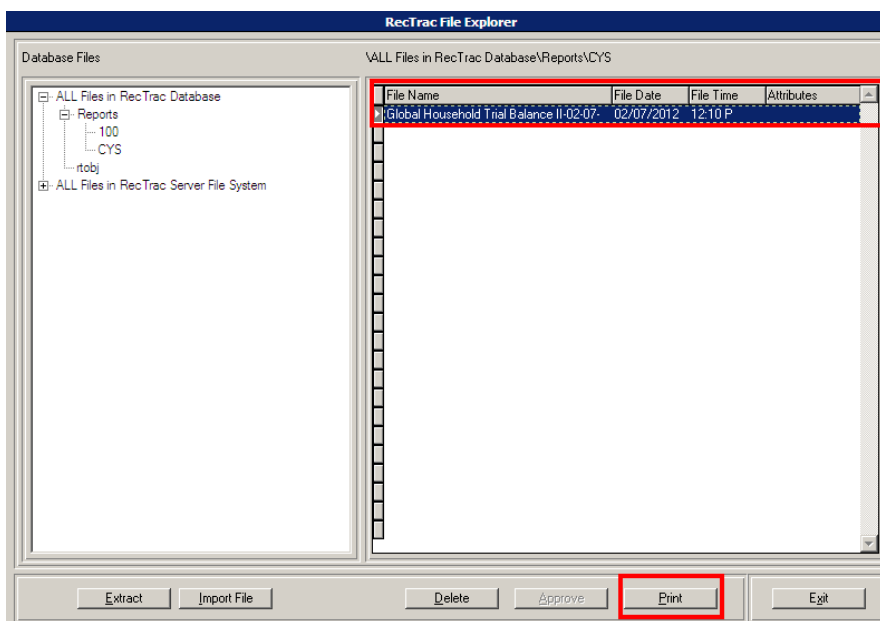 RecTrac File Explorer
Database Files
\ALL Files in RecTrac Database\Reports\CYS
ALL Files in RecTrac Database
Reports
100
CYS
rtobj
ALL Files in RecTrac Server File System
File Name File Date File Time Attributes
Global Household Trial Balance II-02-07- 02/07/2012 12:10 P
Extract Import File Delete Approve Print Exit